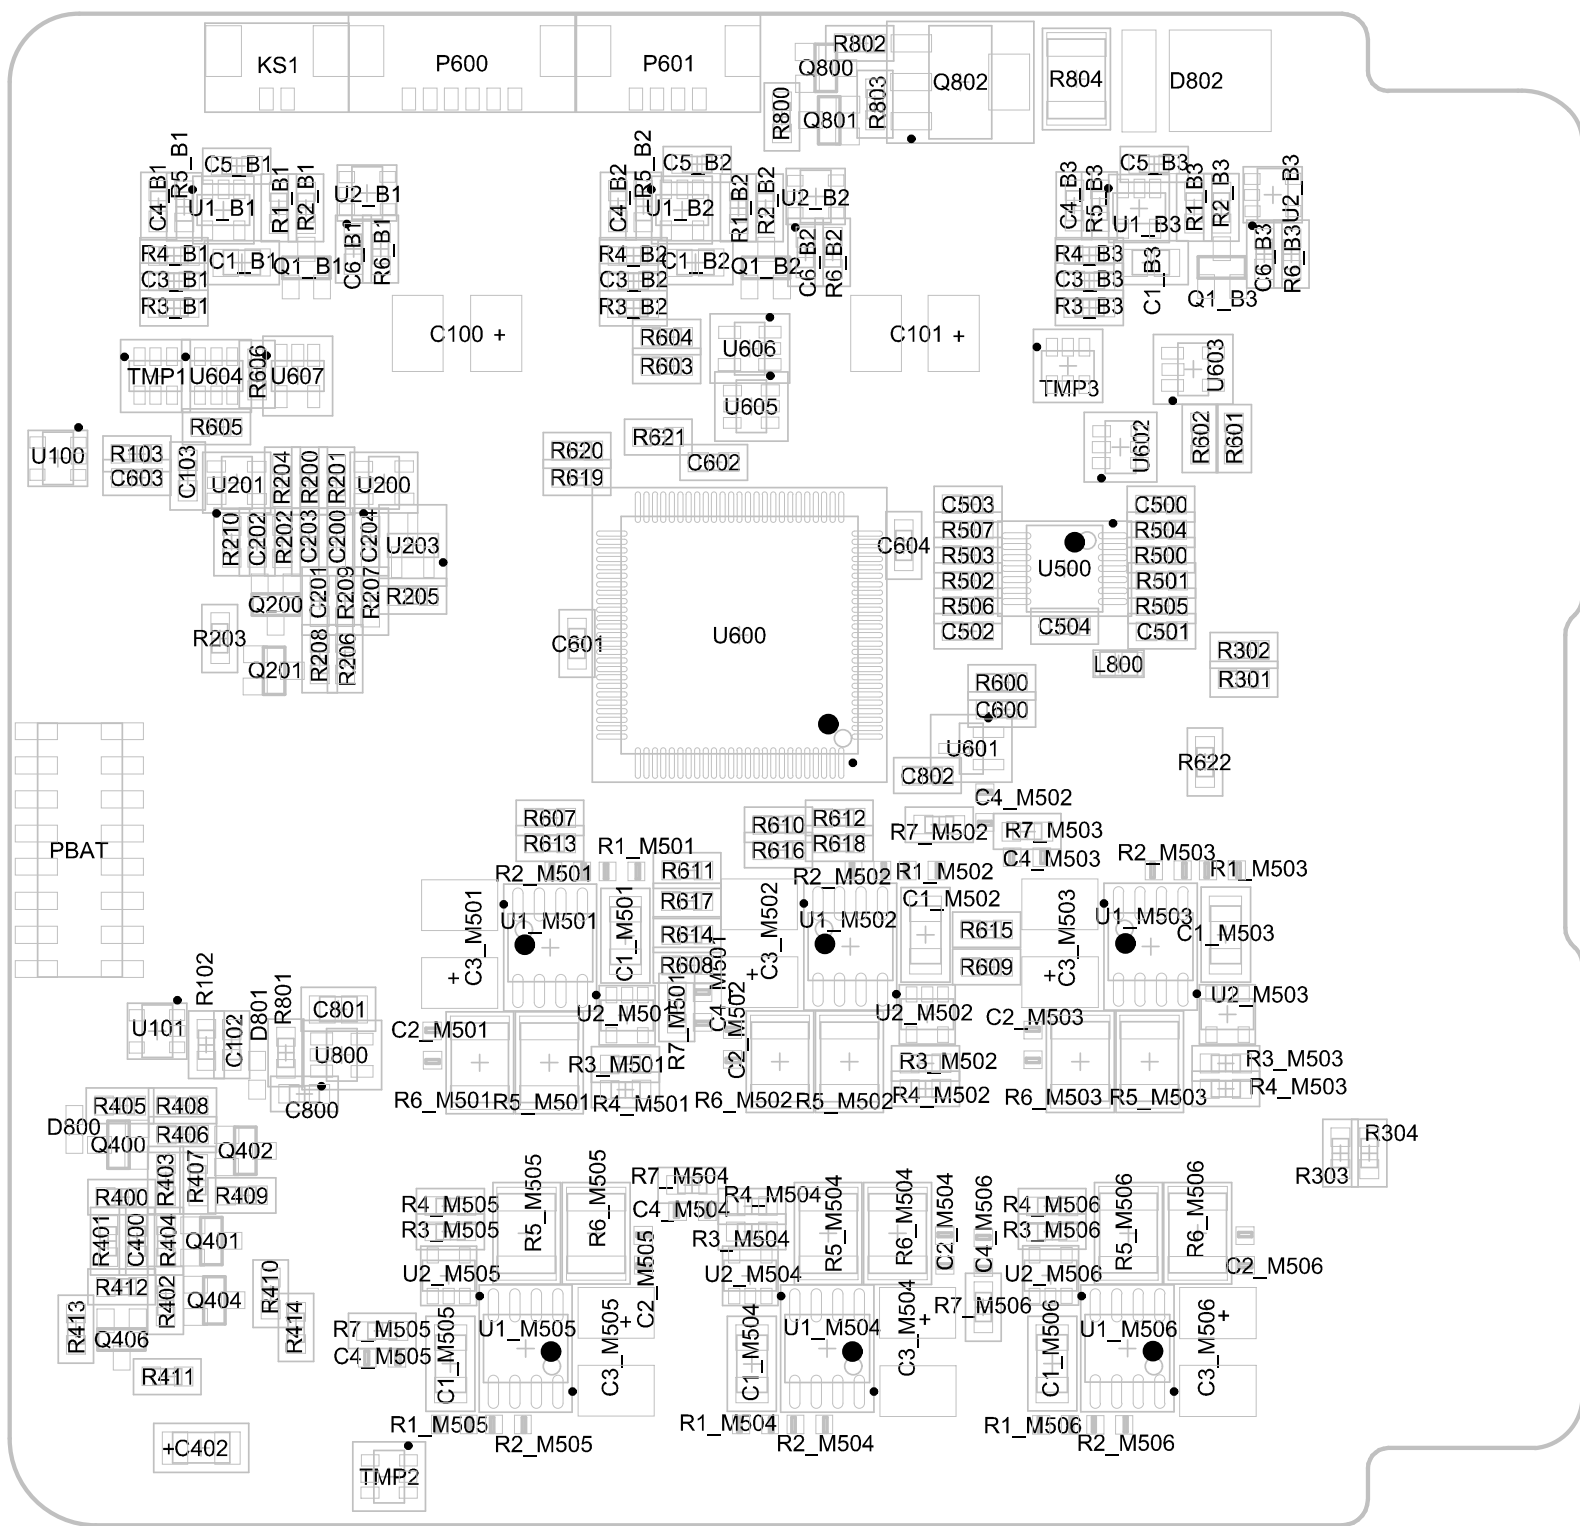 KS1
P600
P601
R802
Q800
Q801
R800
R803
Q802
R804
D802
R5_B1
C5_B1
C4_B1
U1_B1
R1_B1
R2_B1
U2_B1
R4_B1
C1_B1
Q1_B1
C6_B1
R6_B1
C3_B1
R3_B1
R5_B2
C5_B2
C4_B2
U1_B2
R1_B2
R2_B2
U2_B2
R4_B2
C1_B2
Q1_B2
C6_B2
R6_B2
C3_B2
R3_B2
C5_B3
C4_B3
R5_B3
U1_B3
R1_B3
R2_B3
U2_B3
R4_B3
C1_B3
Q1_B3
C6_B3
R6_B3
C3_B3
R3_B3
C100 +
R604
R603
U606
U605
C101 +
TMP3
U603
U602
R602
R601
TMP1
U604
R606
U607
R605
U100
R103
C603
C103
U201
R204
R200
R201
U200
R210
C202
R202
C203
C200
C204
U203
Q200
C201
R209
R207
R205
R203
Q201
R208
R206
R620
R619
R621
C602
C604
C601
U600
C503
R507
R503
R502
R506
C502
U500
C504
L800
C500
R504
R500
R501
R505
C501
R302
R301
R600
C600
U601
C802
R622
PBAT
R607
R613
R1_M501
R2_M501
R611
R617
R614
R608
U1_M501
C3_M501
+
C1_M501
U2_M501
R7_M501
C4_M501
C2_M501
R3_M501
R6_M501
R5_M501
R4_M501
R610
R616
R612
R618
R7_M502
C4_M502
R1_M502
R2_M502
C3_M502
+
U1_M502
C1_M502
U2_M502
C2_M502
R3_M502
R6_M502
R5_M502
R4_M502
R615
R609
R7_M503
C4_M503
R2_M503
R1_M503
C3_M503
+
U1_M503
C1_M503
U2_M503
C2_M503
R3_M503
R4_M503
R6_M503
R5_M503
U101
R102
C102
D801
R801
C801
U800
C800
D800
R405
R408
R406
Q400
Q402
R403
R407
R400
R409
R401
C400
R404
Q401
R412
R402
Q404
R410
R413
Q406
R414
R411
+C402
TMP2
R304
R303
R4_M505
R3_M505
U2_M505
R5_M505
R6_M505
C2_M505
R7_M505
C4_M505
C1_M505
U1_M505
C3_M505
+
R1_M505
R2_M505
R7_M504
C4_M504
R4_M504
R3_M504
U2_M504
R5_M504
R6_M504
C2_M504
C1_M504
U1_M504
C3_M504
+
R1_M504
R2_M504
C4_M506
R7_M506
R4_M506
R3_M506
U2_M506
R5_M506
R6_M506
C2_M506
C1_M506
U1_M506
C3_M506
+
R1_M506
R2_M506